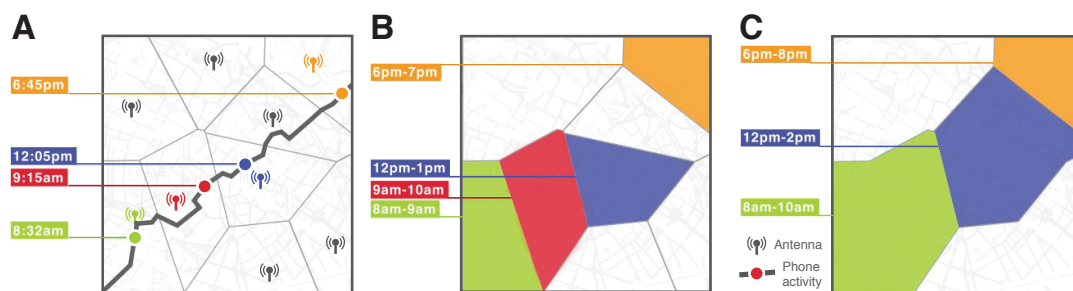 A
6:45pm
12:05pm
9:15am
8:32am
B
6pm-7pm
12pm-1pm
9am-10am
8am-9am
C
6pm-8pm
12pm-2pm
8am-10am
Antenna
Phone
activity